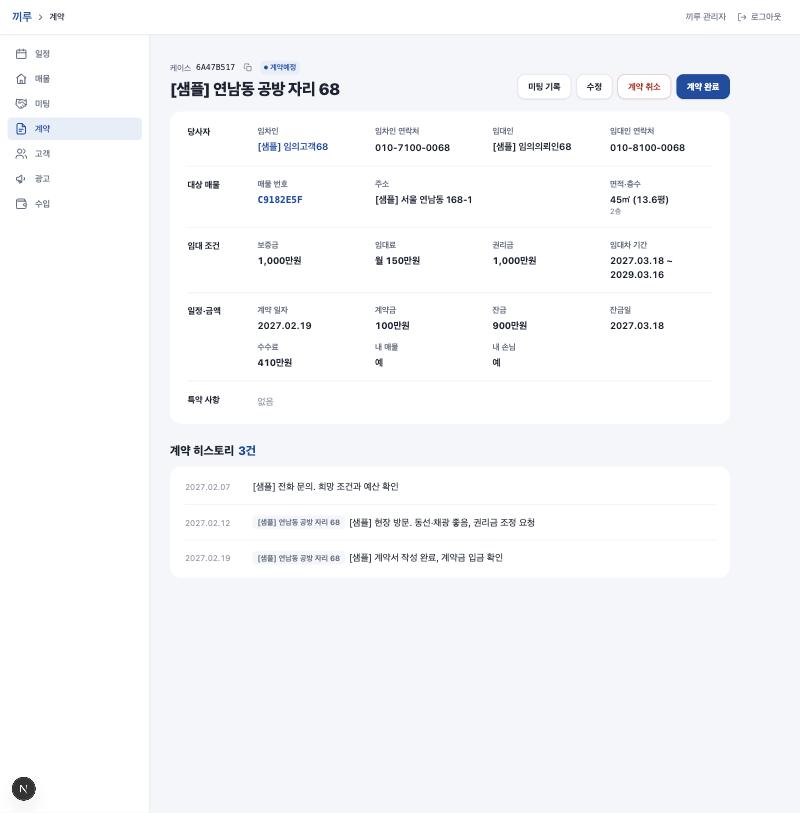 끼루 > 계약
끼루 관리자 로그아웃
일정
매물
미팅
계약
고객
광고
수입
케이스 6A47B517 계약예정
[샘플] 연남동 공방 자리 68
미팅 기록 수정 계약 취소 계약 완료
당사자
임차인 임차인 연락처 임대인 임대인 연락처
[샘플] 임의고객68 010-7100-0068 [샘플] 임의의뢰인68 010-8100-0068
대상 매물
매물 번호 주소 면적·층수
C9182E5F [샘플] 서울 연남동 168-1 45㎡ (13.6평)
2층
임대 조건
보증금 임대료 권리금 임대차 기간
1,000만원 월 150만원 1,000만원 2027.03.18 ~
2029.03.16
일정·금액
계약 일자 계약금 잔금 잔금일
2027.02.19 100만원 900만원 2027.03.18
수수료 내 매물 내 손님
410만원 예 예
특약 사항 없음
계약 히스토리 3건
2027.02.07 [샘플] 전화 문의. 희망 조건과 예산 확인
2027.02.12 [샘플] 연남동 공방 자리 68 [샘플] 현장 방문. 동선·채광 좋음, 권리금 조정 요청
2027.02.19 [샘플] 연남동 공방 자리 68 [샘플] 계약서 작성 완료, 계약금 입금 확인
N